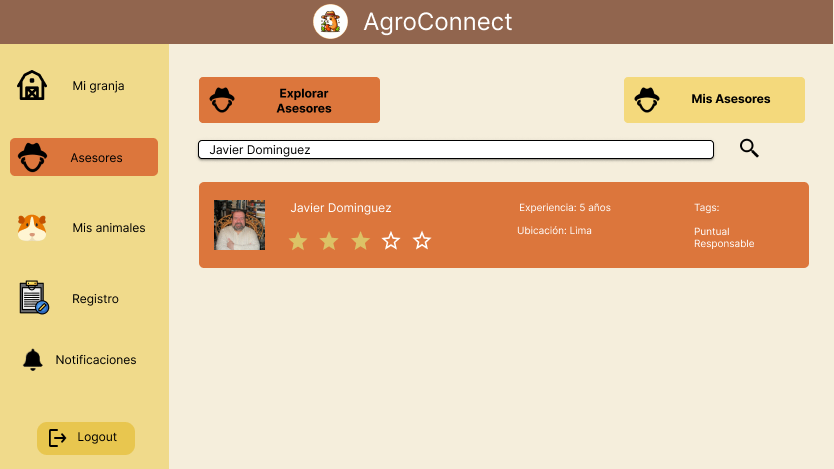 AgroConnect
Mi granja
Asesores
Mis animales
Registro
Notificaciones
Logout
Explorar
Asesores
Mis Asesores
Javier Dominguez
Javier Dominguez
Experiencia: 5 años
Ubicación: Lima
Tags:
Puntual
Responsable